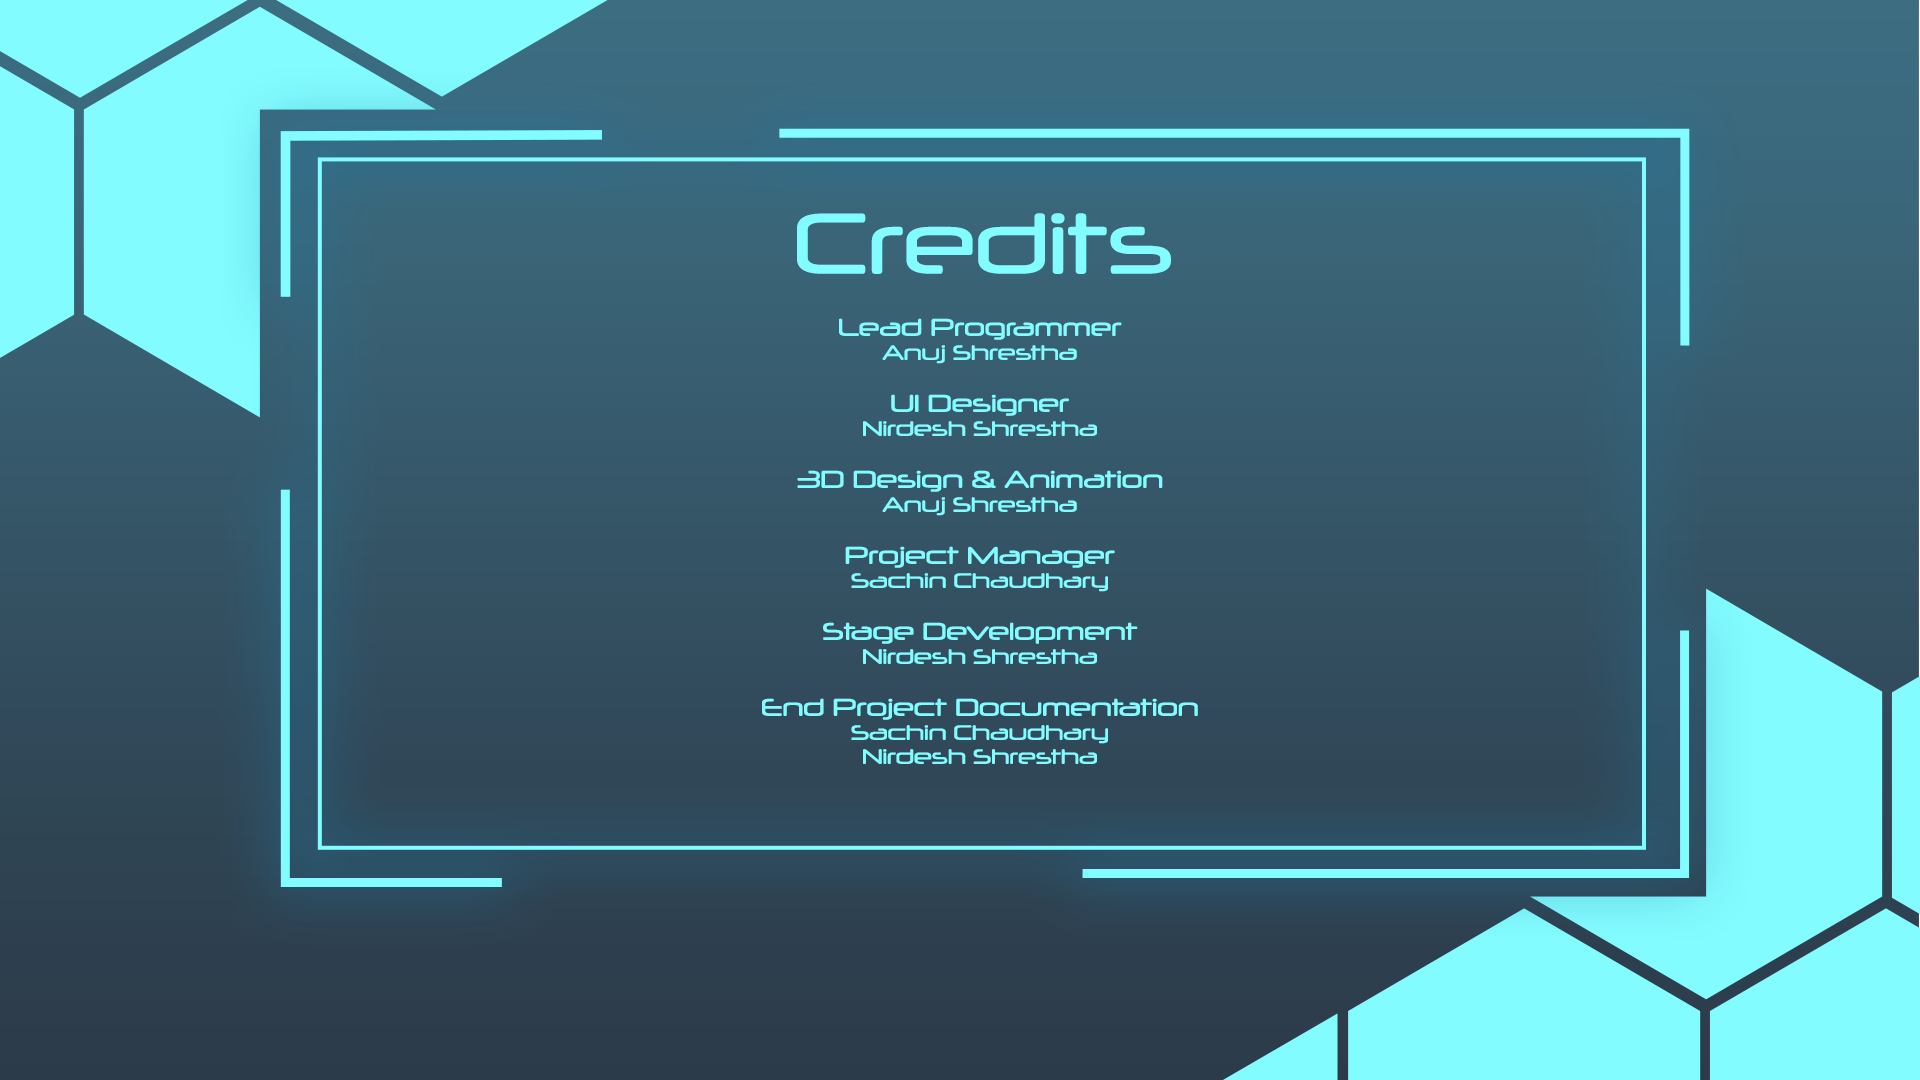 Credits
Lead Programmer
Anuj Shrestha
UI Designer
Nirdesh Shrestha
3D Design & Animation
Anuj Shrestha
Project Manager
Sachin Chaudhary
Stage Development
Nirdesh Shrestha
End Project Documentation
Sachin Chaudhary
Nirdesh Shrestha